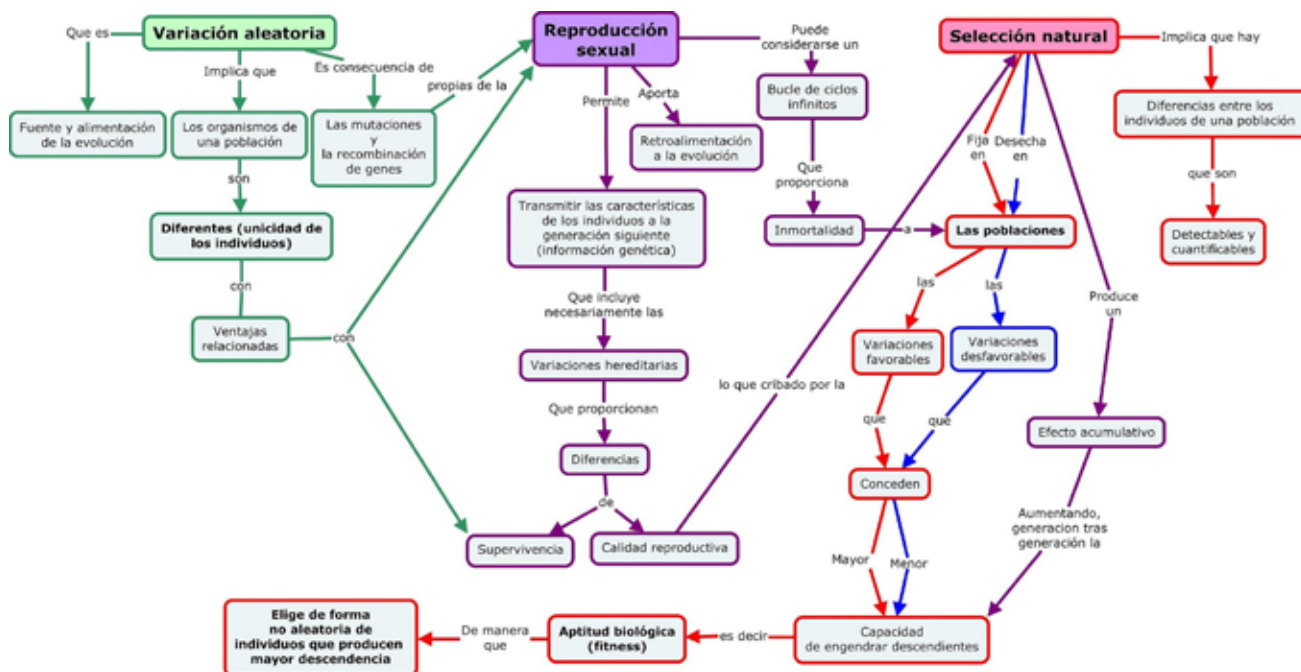 Variación aleatoria
Que es
Fuente y alimentación
de la evolución
Implica que
Los organismos de
una población
son
Diferentes (unicidad de
los individuos)
con
Ventajas
relacionadas
con
Es consecuencia de
Las mutaciones
y
la recombinación
de genes
propias de la
Reproducción
sexual
Permite
Transmitir las características
de los individuos a la
generación siguiente
(información genética)
Que incluye
necesariamente las
Variaciones hereditarias
Que proporcionan
Diferencias
de
Supervivencia
Calidad reproductiva
lo que cribado por la
Aporta
Retroalimentación
a la evolución
Puede
considerarse un
Bucle de ciclos
infinitos
Que
proporciona
Inmortalidad
a
Selección natural
Fija
en
Desecha
en
Las poblaciones
las
las
Variaciones
favorables
Variaciones
desfavorables
que
que
Conceden
Mayor
Menor
Capacidad
de engendrar descendientes
Produce
un
Efecto acumulativo
Aumentando,
generacion tras
generación la
Implica que hay
Diferencias entre los
individuos de una población
que son
Detectables y
cuantificables
es decir
Aptitud biológica
(fitness)
De manera
que
Elige de forma
no aleatoria de
individuos que producen
mayor descendencia